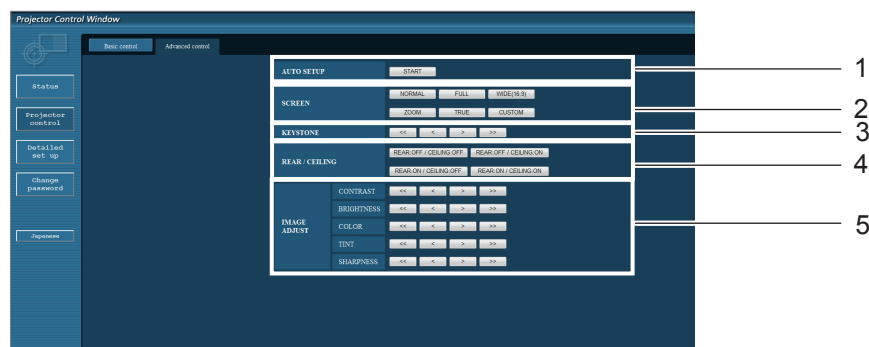 Projector Control Window
Basic control
Advanced control
Status
Projector
control
Detailed
set up
Change
password
Japanese
AUTO SETUP
START
1
SCREEN
NORMAL FULL WIDE(16:9)
ZOOM TRUE CUSTOM
2
KEYSTONE
<< < > >>
3
REAR / CEILING
REAR:OFF / CEILING:OFF REAR:OFF / CEILING:ON
REAR:ON / CEILING:OFF REAR:ON / CEILING:ON
4
IMAGE
ADJUST
CONTRAST << < > >>
BRIGHTNESS << < > >>
COLOR << < > >>
TINT << < > >>
SHARPNESS << < > >>
5